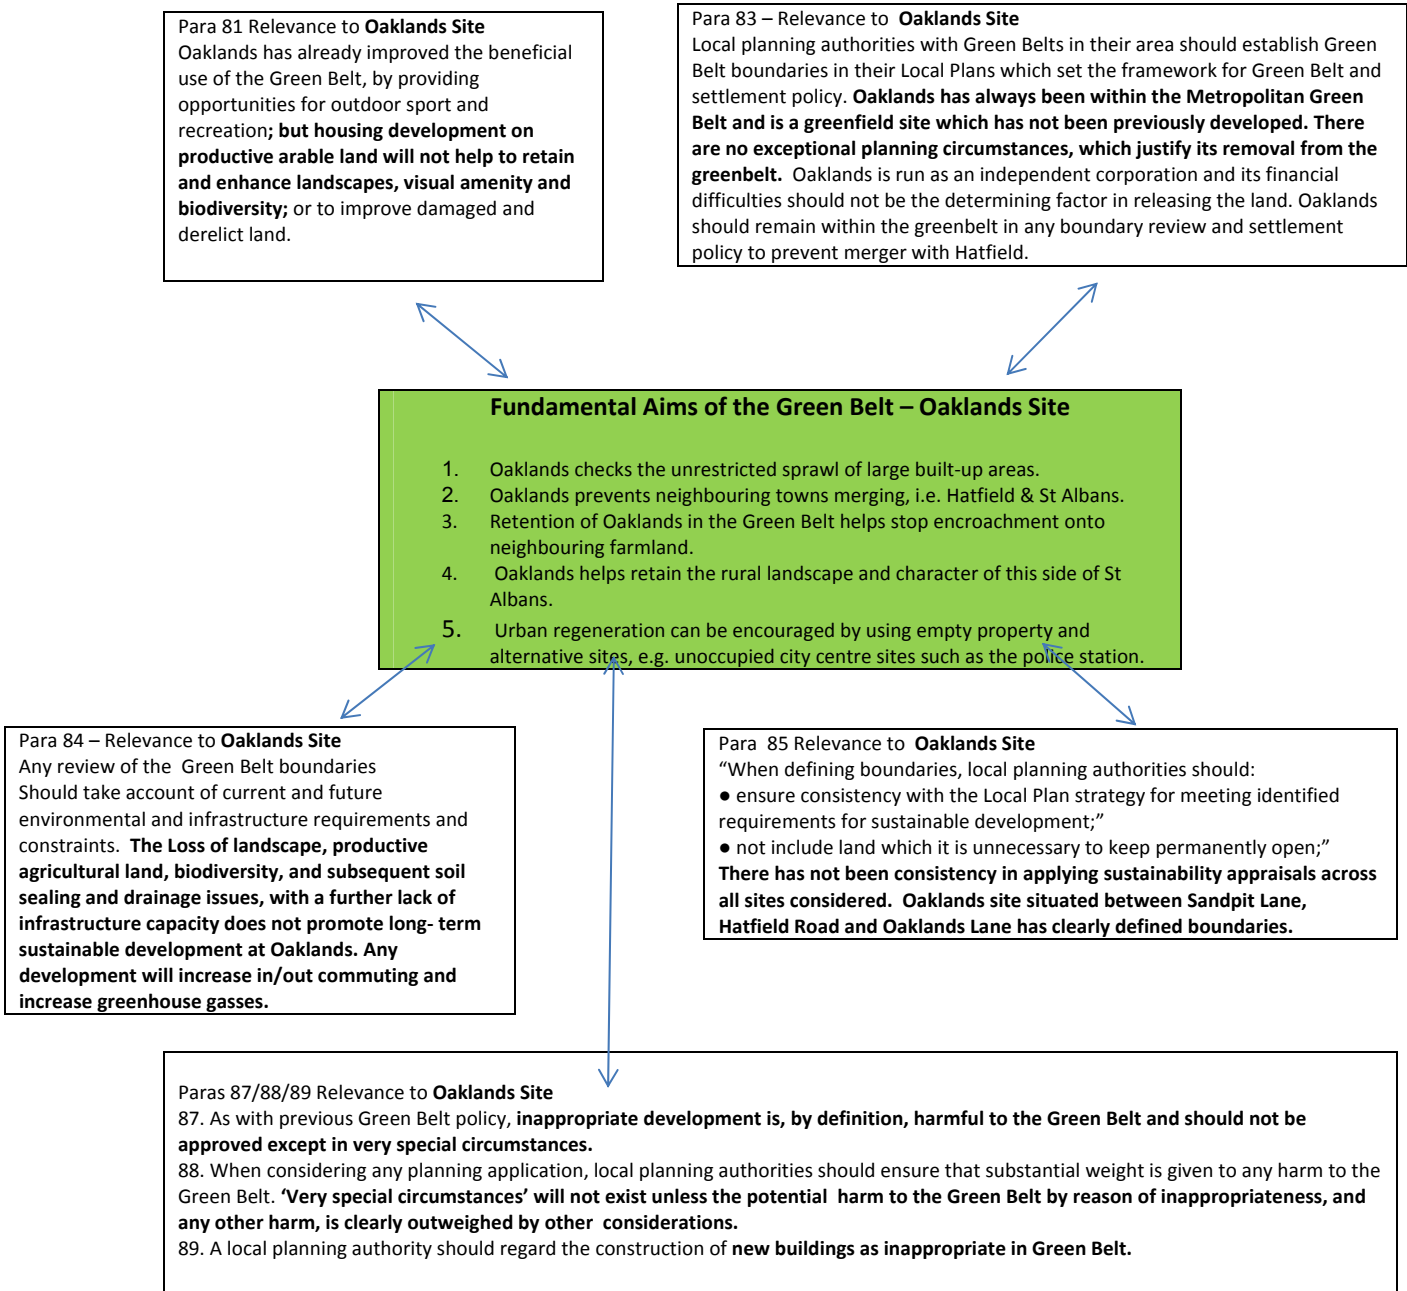 Para 81 Relevance to Oaklands Site
Oaklands has already improved the beneficial
use of the Green Belt, by providing
opportunities for outdoor sport and
recreation; but housing development on
productive arable land will not help to retain
and enhance landscapes, visual amenity and
biodiversity; or to improve damaged and
derelict land.
Para 83 – Relevance to Oaklands Site
Local planning authorities with Green Belts in their area should establish Green
Belt boundaries in their Local Plans which set the framework for Green Belt and
settlement policy. Oaklands has always been within the Metropolitan Green
Belt and is a greenfield site which has not been previously developed. There
are no exceptional planning circumstances, which justify its removal from the
greenbelt. Oaklands is run as an independent corporation and its financial
difficulties should not be the determining factor in releasing the land. Oaklands
should remain within the greenbelt in any boundary review and settlement
policy to prevent merger with Hatfield.
Fundamental Aims of the Green Belt – Oaklands Site
1. Oaklands checks the unrestricted sprawl of large built-up areas.
2. Oaklands prevents neighbouring towns merging, i.e. Hatfield & St Albans.
3. Retention of Oaklands in the Green Belt helps stop encroachment onto
neighbouring farmland.
4. Oaklands helps retain the rural landscape and character of this side of St
Albans.
5. Urban regeneration can be encouraged by using empty property and
alternative sites, e.g. unoccupied city centre sites such as the police station.
Para 84 – Relevance to Oaklands Site
Any review of the Green Belt boundaries
Should take account of current and future
environmental and infrastructure requirements and
constraints. The Loss of landscape, productive
agricultural land, biodiversity, and subsequent soil
sealing and drainage issues, with a further lack of
infrastructure capacity does not promote long- term
sustainable development at Oaklands. Any
development will increase in/out commuting and
increase greenhouse gasses.
Para 85 Relevance to Oaklands Site
“When defining boundaries, local planning authorities should:
● ensure consistency with the Local Plan strategy for meeting identified
requirements for sustainable development;”
● not include land which it is unnecessary to keep permanently open;”
There has not been consistency in applying sustainability appraisals across
all sites considered. Oaklands site situated between Sandpit Lane,
Hatfield Road and Oaklands Lane has clearly defined boundaries.
Paras 87/88/89 Relevance to Oaklands Site
87. As with previous Green Belt policy, inappropriate development is, by definition, harmful to the Green Belt and should not be
approved except in very special circumstances.
88. When considering any planning application, local planning authorities should ensure that substantial weight is given to any harm to the
Green Belt. ‘Very special circumstances’ will not exist unless the potential harm to the Green Belt by reason of inappropriateness, and
any other harm, is clearly outweighed by other considerations.
89. A local planning authority should regard the construction of new buildings as inappropriate in Green Belt.